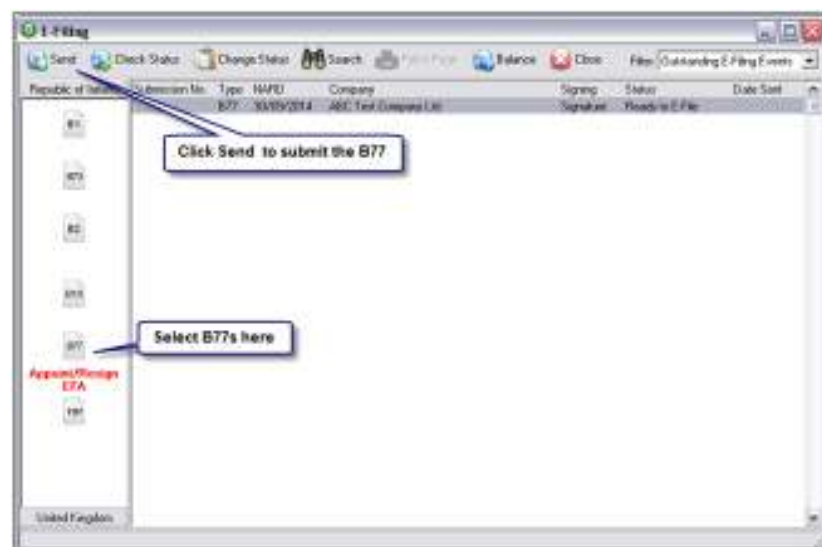 E-Filing
Send Check Status Change Status Search Balance Close Filter Outstanding E-Filing Events
Republic of Ireland Submission No. Type NARD Company Signing Status Date Sent
B77 30/09/2014 ABC Test Company Ltd Signature Ready to E-File
B1
Click Send to submit the B77
B73
B2
B10
B77
Select B77s here
Appoint/Resign
EFA
United Kingdom